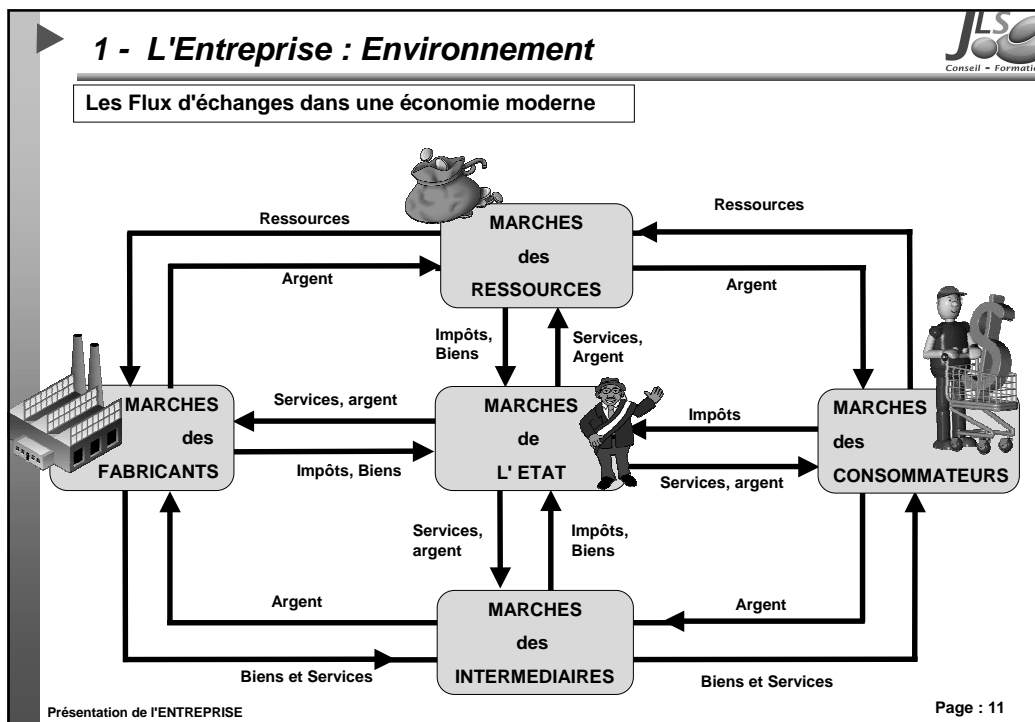 1 - L'Entreprise : Environnement
JLS
Conseil - Formation
Les Flux d'échanges dans une économie moderne
Ressources
Ressources
MARCHES
des
RESSOURCES
Argent
Argent
Impôts,
Biens
Services,
Argent
MARCHES
des
FABRICANTS
Services, argent
Impôts, Biens
MARCHES
de
L' ETAT
Impôts
Services, argent
MARCHES
des
CONSOMMATEURS
$
Services,
argent
Impôts,
Biens
Argent
Argent
MARCHES
des
INTERMEDIAIRES
Biens et Services
Biens et Services
Présentation de l'ENTREPRISE
Page : 11